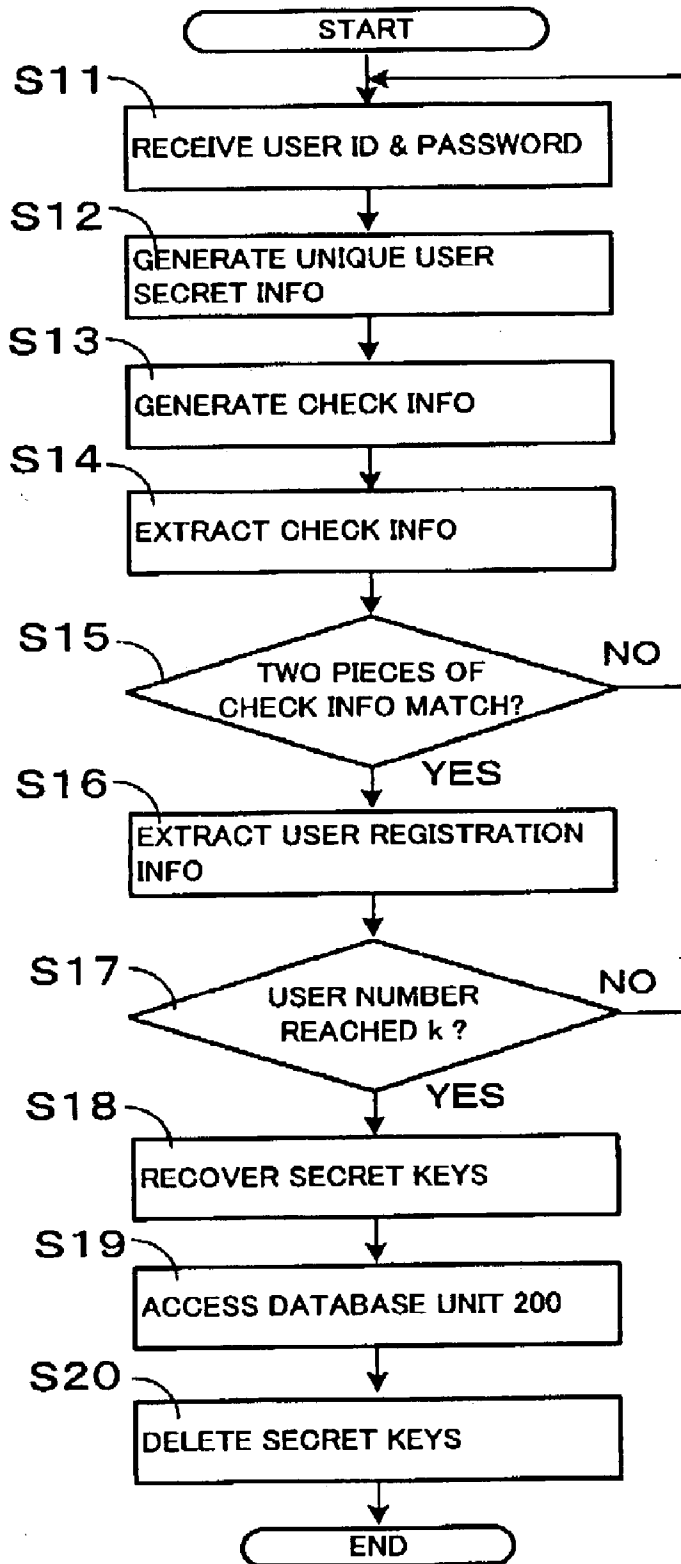 START
S11
RECEIVE USER ID & PASSWORD
S12
GENERATE UNIQUE USER
SECRET INFO
S13
GENERATE CHECK INFO
S14
EXTRACT CHECK INFO
S15
TWO PIECES OF
CHECK INFO MATCH?
NO
YES
S16
EXTRACT USER REGISTRATION
INFO
S17
USER NUMBER
REACHED k ?
NO
YES
S18
RECOVER SECRET KEYS
S19
ACCESS DATABASE UNIT 200
S20
DELETE SECRET KEYS
END